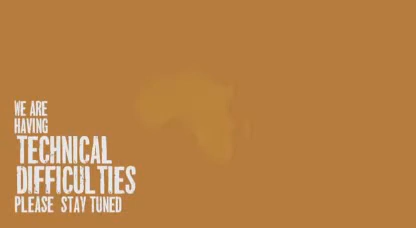 WE ARE
HAVING
TECHNICAL
DIFFICULTIES
PLEASE STAY TUNED